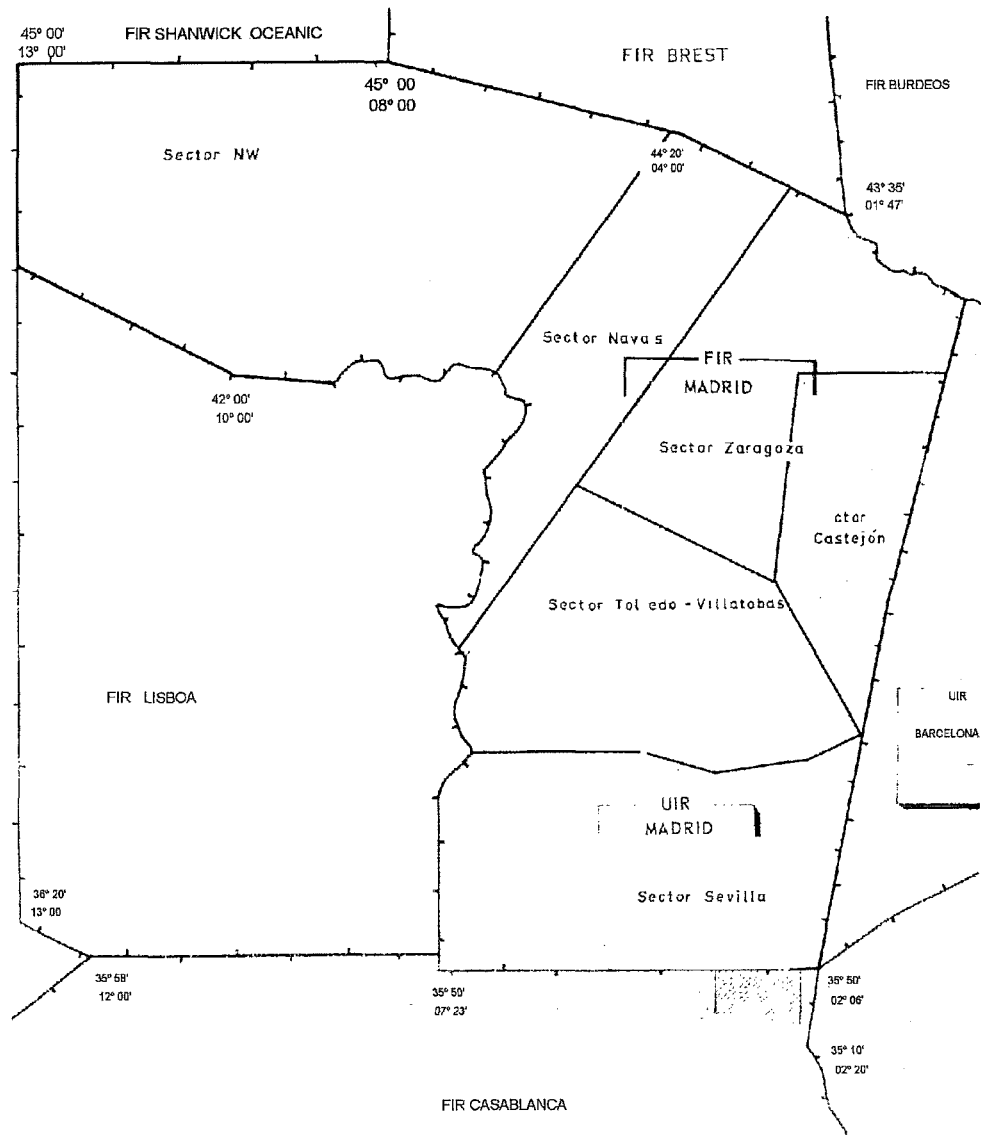 45° 00'
13° 00'
FIR SHANWICK OCEANIC
FIR BREST
FIR BURDEOS
45° 00
08° 00
Sector NW
44° 20'
04° 00'
43° 35'
01° 47'
Sector Navas
FIR
MADRID
42° 00'
10° 00'
Sector Zaragoza
ctor
Castejón
Sector Toledo - Villatobas
FIR LISBOA
UIR
BARCELONA
UIR
MADRID
Sector Sevilla
36° 20'
13° 00
35° 58'
12° 00'
35° 50'
07° 23'
35° 50'
02° 06'
35° 10'
02° 20'
FIR CASABLANCA